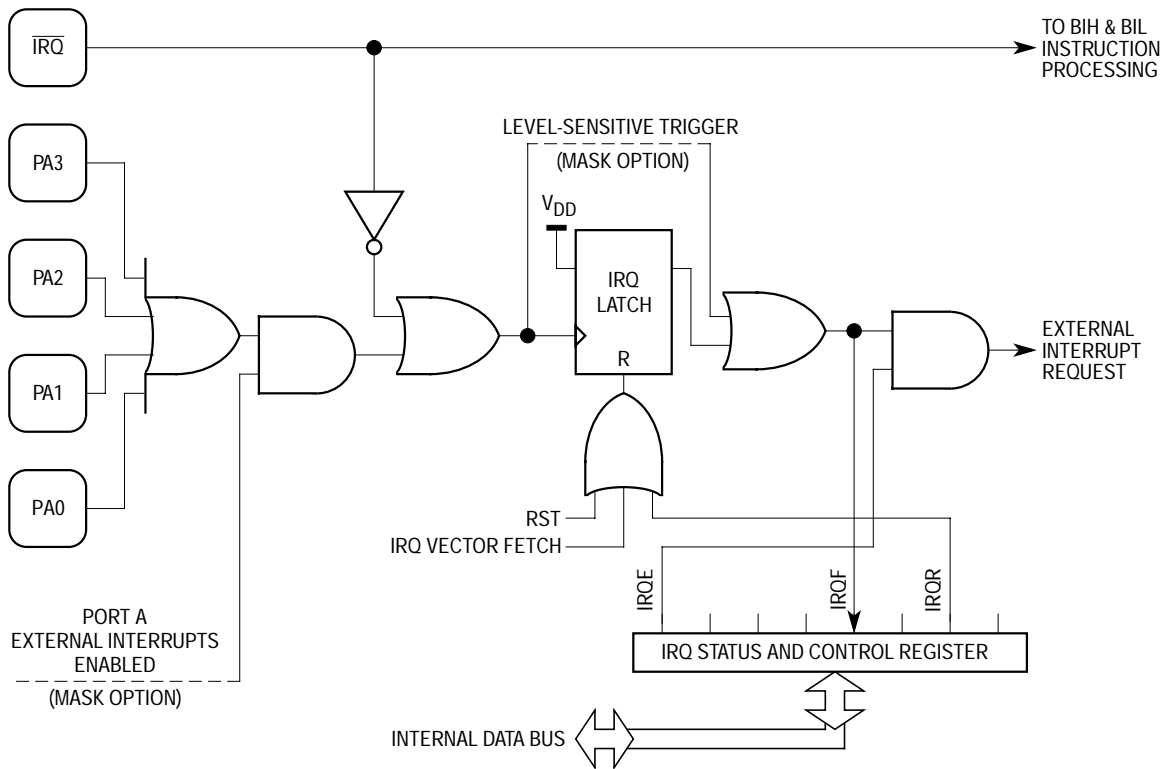 IRQ
TO BIH & BIL
INSTRUCTION
PROCESSING
PA3
LEVEL-SENSITIVE TRIGGER
(MASK OPTION)
VDD
PA2
IRQ
LATCH
R
PA1
EXTERNAL
INTERRUPT
REQUEST
PA0
RST
IRQ VECTOR FETCH
IRQE
IRQF
IRQR
PORT A
EXTERNAL INTERRUPTS
ENABLED
(MASK OPTION)
IRQ STATUS AND CONTROL REGISTER
INTERNAL DATA BUS